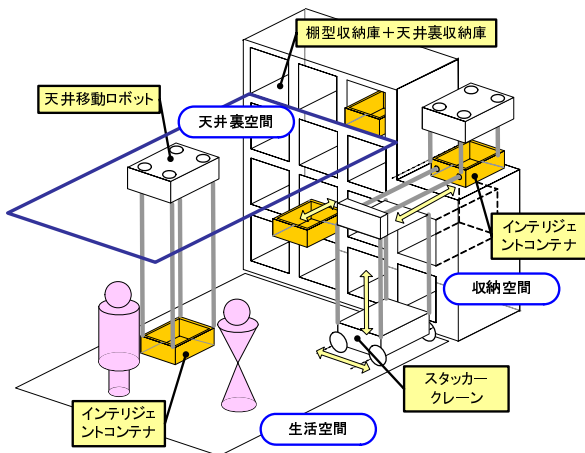 棚型収納庫＋天井裏収納庫
天井移動ロボット
天井裏空間
インテリジェ
ントコンテナ
収納空間
スタッカー
クレーン
インテリジェ
ントコンテナ
生活空間